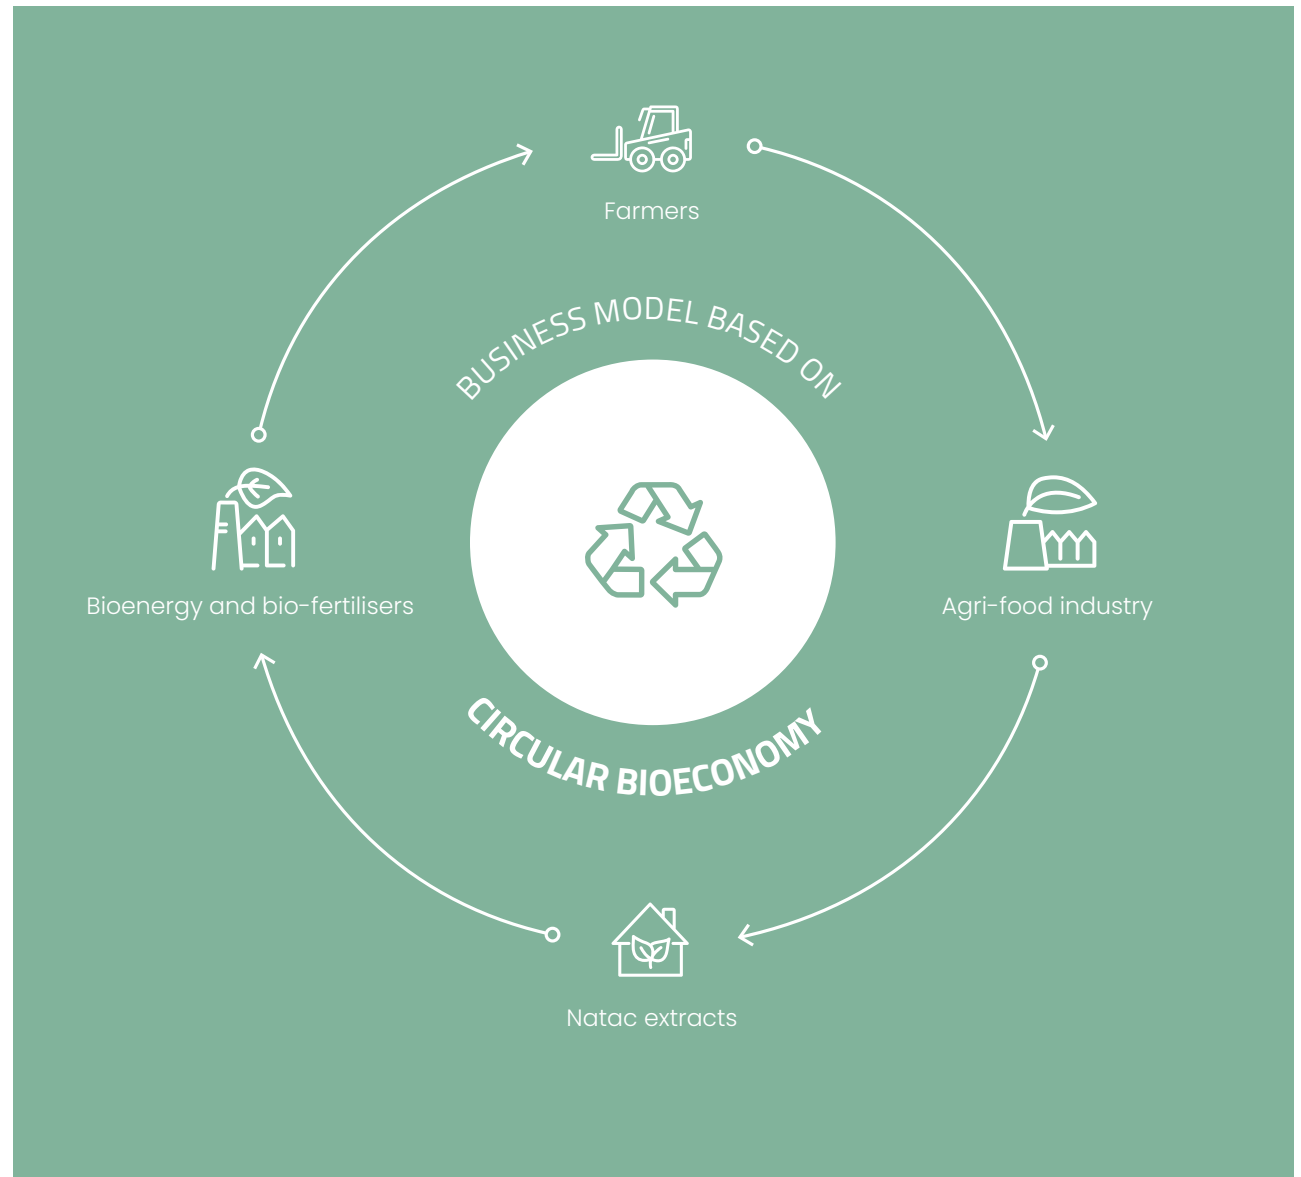 Farmers
BUSINESS MODEL BASED ON
Bioenergy and bio-fertilisers
Agri-food industry
CIRCULAR BIOECONOMY
Natac extracts